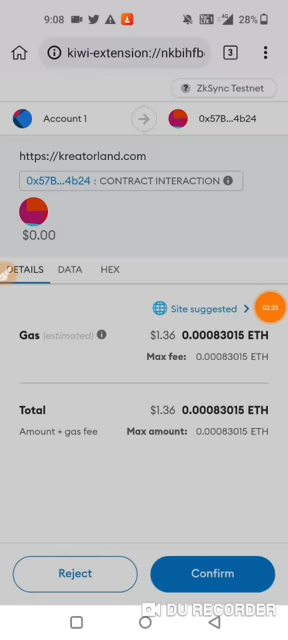 9:08
28%
kiwi-extension://nkbihfb
3
? ZkSync Testnet
Account 1
0x57B...4b24
https://kreatorland.com
0x57B...4b24 : CONTRACT INTERACTION
$0.00
DETAILS DATA HEX
Site suggested >
02:35
Gas (estimated) $1.36 0.00083015 ETH
Max fee: 0.00083015 ETH
Total $1.36 0.00083015 ETH
Amount + gas fee Max amount: 0.00083015 ETH
Reject Confirm
DU RECORDER